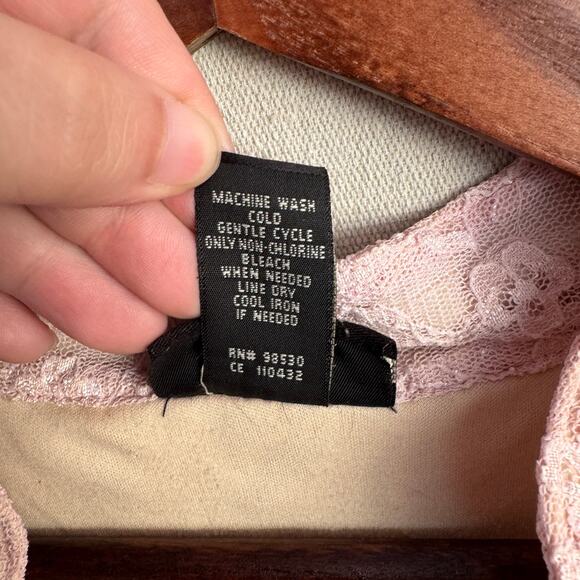 MACHINE WASH
COLD
GENTLE CYCLE
ONLY NON-CHLORINE
BLEACH
WHEN NEEDED
LINE DRY
COOL IRON
IF NEEDED
RN# 98530
CE 110432